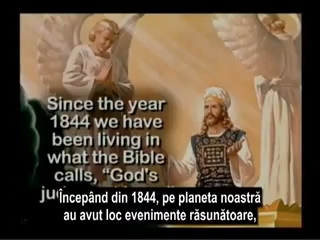 Since the year
1844 we have
been living in
what the Bible
calls, “God's
Începând din 1844, pe planeta noastră
au avut loc evenimente răsunătoare,